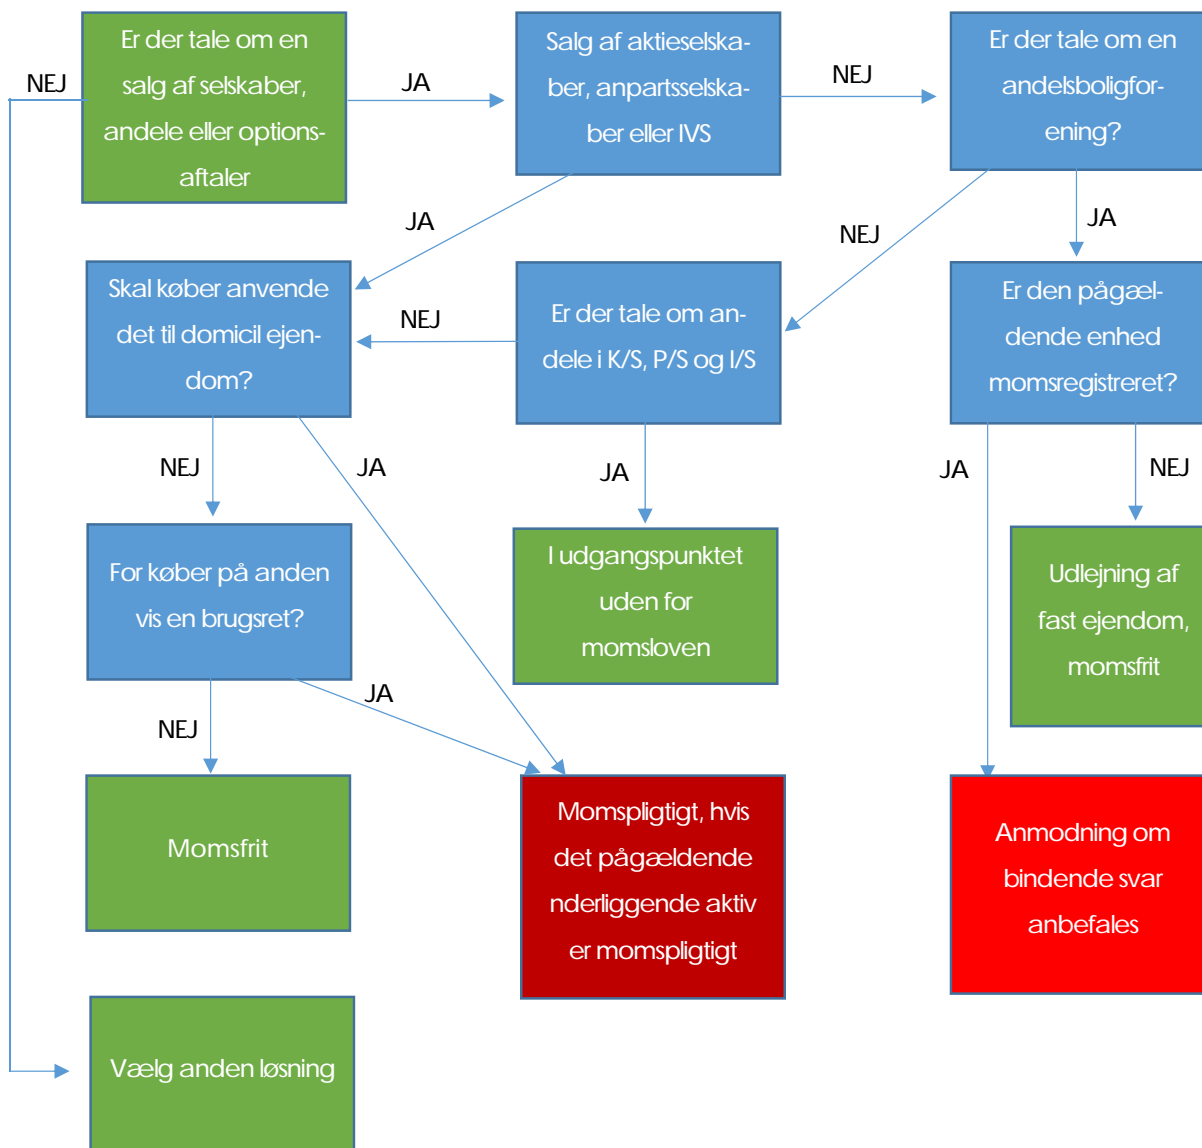 Er der tale om en
salg af selskaber,
andele eller options-
aftaler
NEJ
JA
Salg af aktieselska-
ber, anpartsselska-
ber eller IVS
NEJ
Er der tale om en
andelsboligfor-
ening?
JA
NEJ
JA
Skal køber anvende
det til domicil ejen-
dom?
NEJ
Er der tale om an-
dele i K/S, P/S og I/S
Er den pågæl-
dende enhed
momsregistreret?
NEJ
JA
JA
JA
NEJ
For køber på anden
vis en brugsret?
I udgangspunktet
uden for
momsloven
Udlejning af
fast ejendom,
momsfrit
NEJ
JA
Momsfrit
Momspligtigt, hvis
det pågældende
nderliggende aktiv
er momspligtigt
Anmodning om
bindende svar
anbefales
Vælg anden løsning